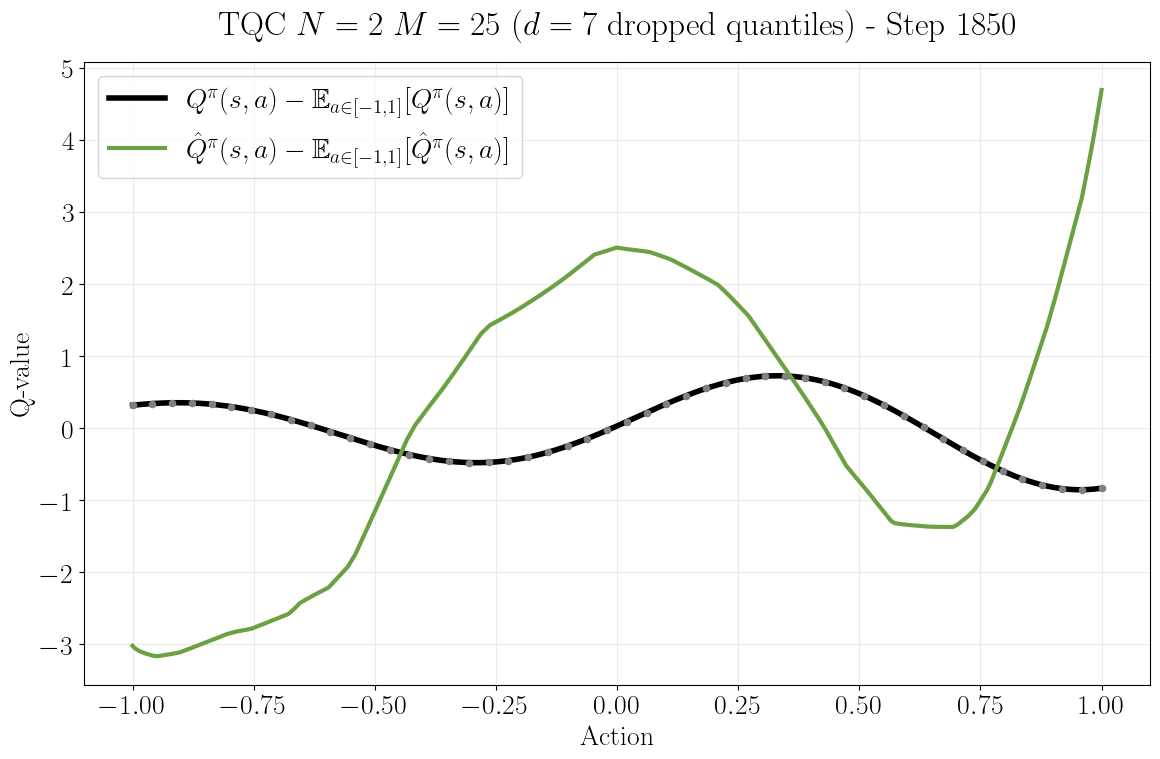 TQC N = 2 M = 25 (d = 7 dropped quantiles) - Step 1850
Q^π(s, a) − 𝔼_{a∈[−1,1]}[Q^π(s, a)]
Q̂^π(s, a) − 𝔼_{a∈[−1,1]}[Q̂^π(s, a)]
5
4
3
2
1
0
−1
−2
−3
Q-value
−1.00 −0.75 −0.50 −0.25 0.00 0.25 0.50 0.75 1.00
Action